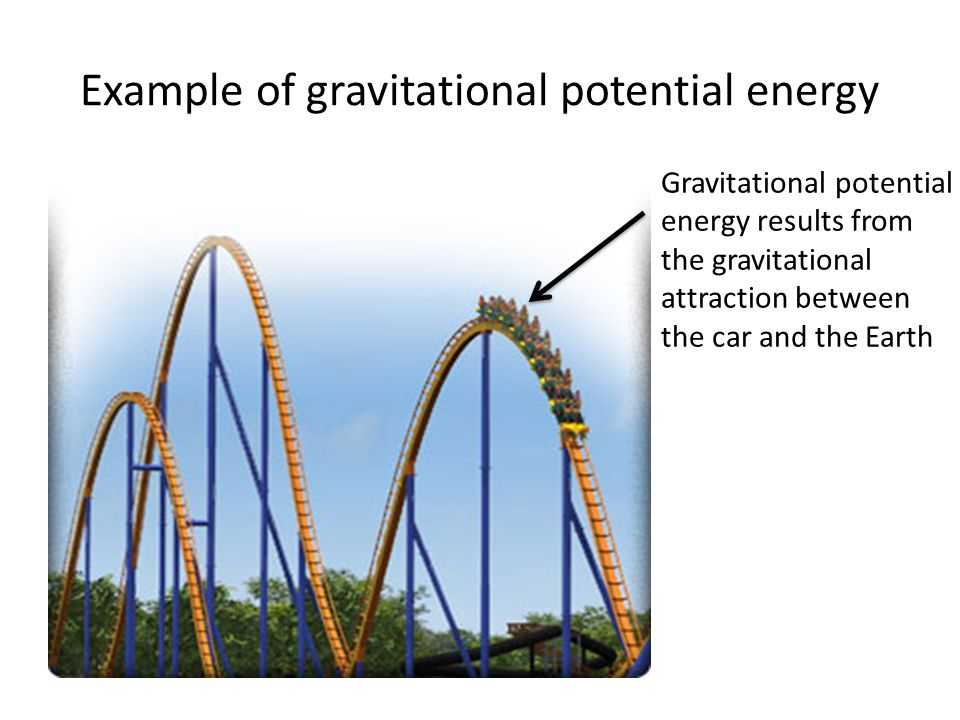 Example of gravitational potential energy
Gravitational potential
energy results from
the gravitational
attraction between
the car and the Earth